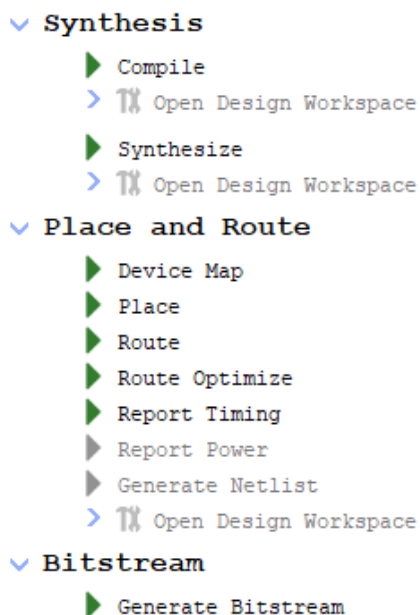 Synthesis
Compile
Open Design Workspace
Synthesize
Open Design Workspace
Place and Route
Device Map
Place
Route
Route Optimize
Report Timing
Report Power
Generate Netlist
Open Design Workspace
Bitstream
Generate Bitstream